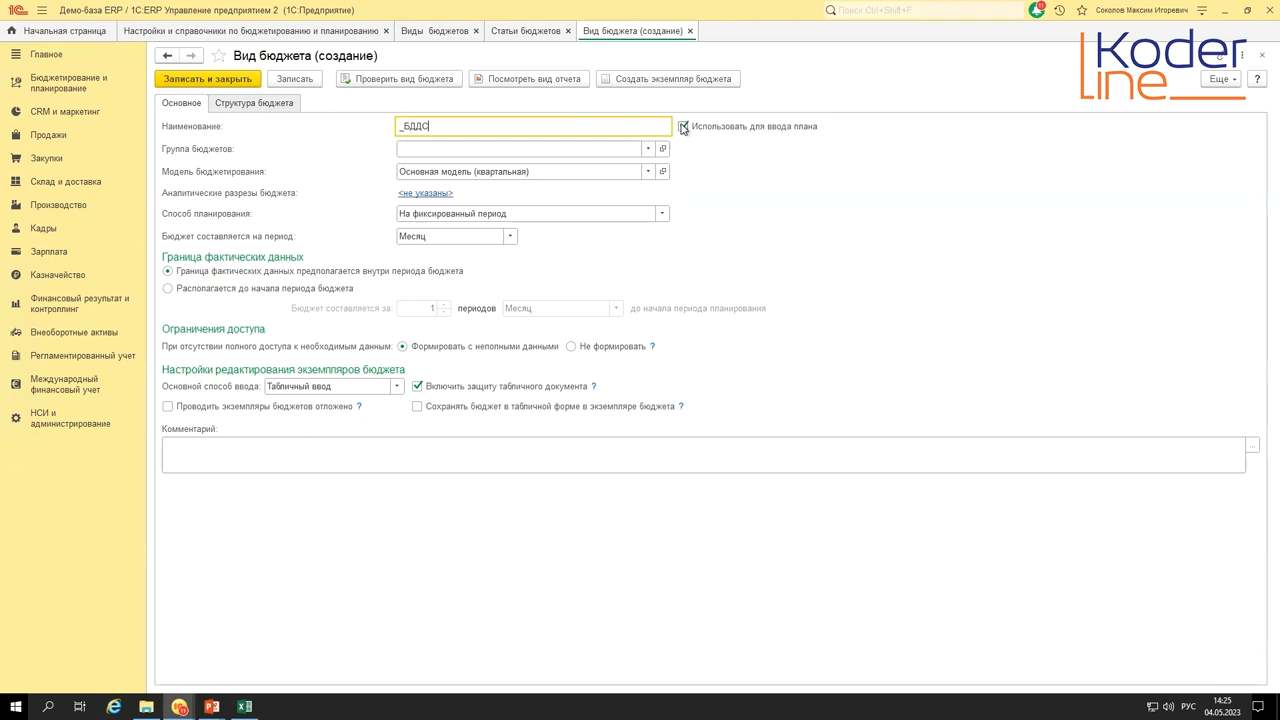 Демо-база ERP / 1С:ERP Управление предприятием 2 (1С:Предприятие)
Поиск Ctrl+Shift+F
11
Соколов Максим Игоревич
Начальная страница
Настройки и справочники по бюджетированию и планированию ×
Виды бюджетов ×
Статьи бюджетов ×
Вид бюджета (создание) ×
Koder
line
Главное
Бюджетирование и
планирование
CRM и маркетинг
Продажи
Закупки
Склад и доставка
Производство
Кадры
Зарплата
Казначейство
Финансовый результат и
контроллинг
Внеоборотные активы
Регламентированный учет
Международный
финансовый учет
НСИ и
администрирование
Вид бюджета (создание)
Записать и закрыть
Записать
Проверить вид бюджета
Посмотреть вид отчета
Создать экземпляр бюджета
Еще
?
Основное
Структура бюджета
Наименование:
_БДДС
Использовать для ввода плана
Группа бюджетов:
Модель бюджетирования:
Основная модель (квартальная)
Аналитические разрезы бюджета:
<не указаны>
Способ планирования:
На фиксированный период
Бюджет составляется на период:
Месяц
Граница фактических данных
Граница фактических данных предполагается внутри периода бюджета
Располагается до начала периода бюджета
Бюджет составляется за:
1
периодов
Месяц
до начала периода планирования
Ограничения доступа
При отсутствии полного доступа к необходимым данным:
Формировать с неполными данными
Не формировать ?
Настройки редактирования экземпляров бюджета
Основной способ ввода:
Табличный ввод
Включить защиту табличного документа ?
Проводить экземпляры бюджетов отложено ?
Сохранять бюджет в табличной форме в экземпляре бюджета ?
Комментарий:
...
РУС
14:25
04.05.2023